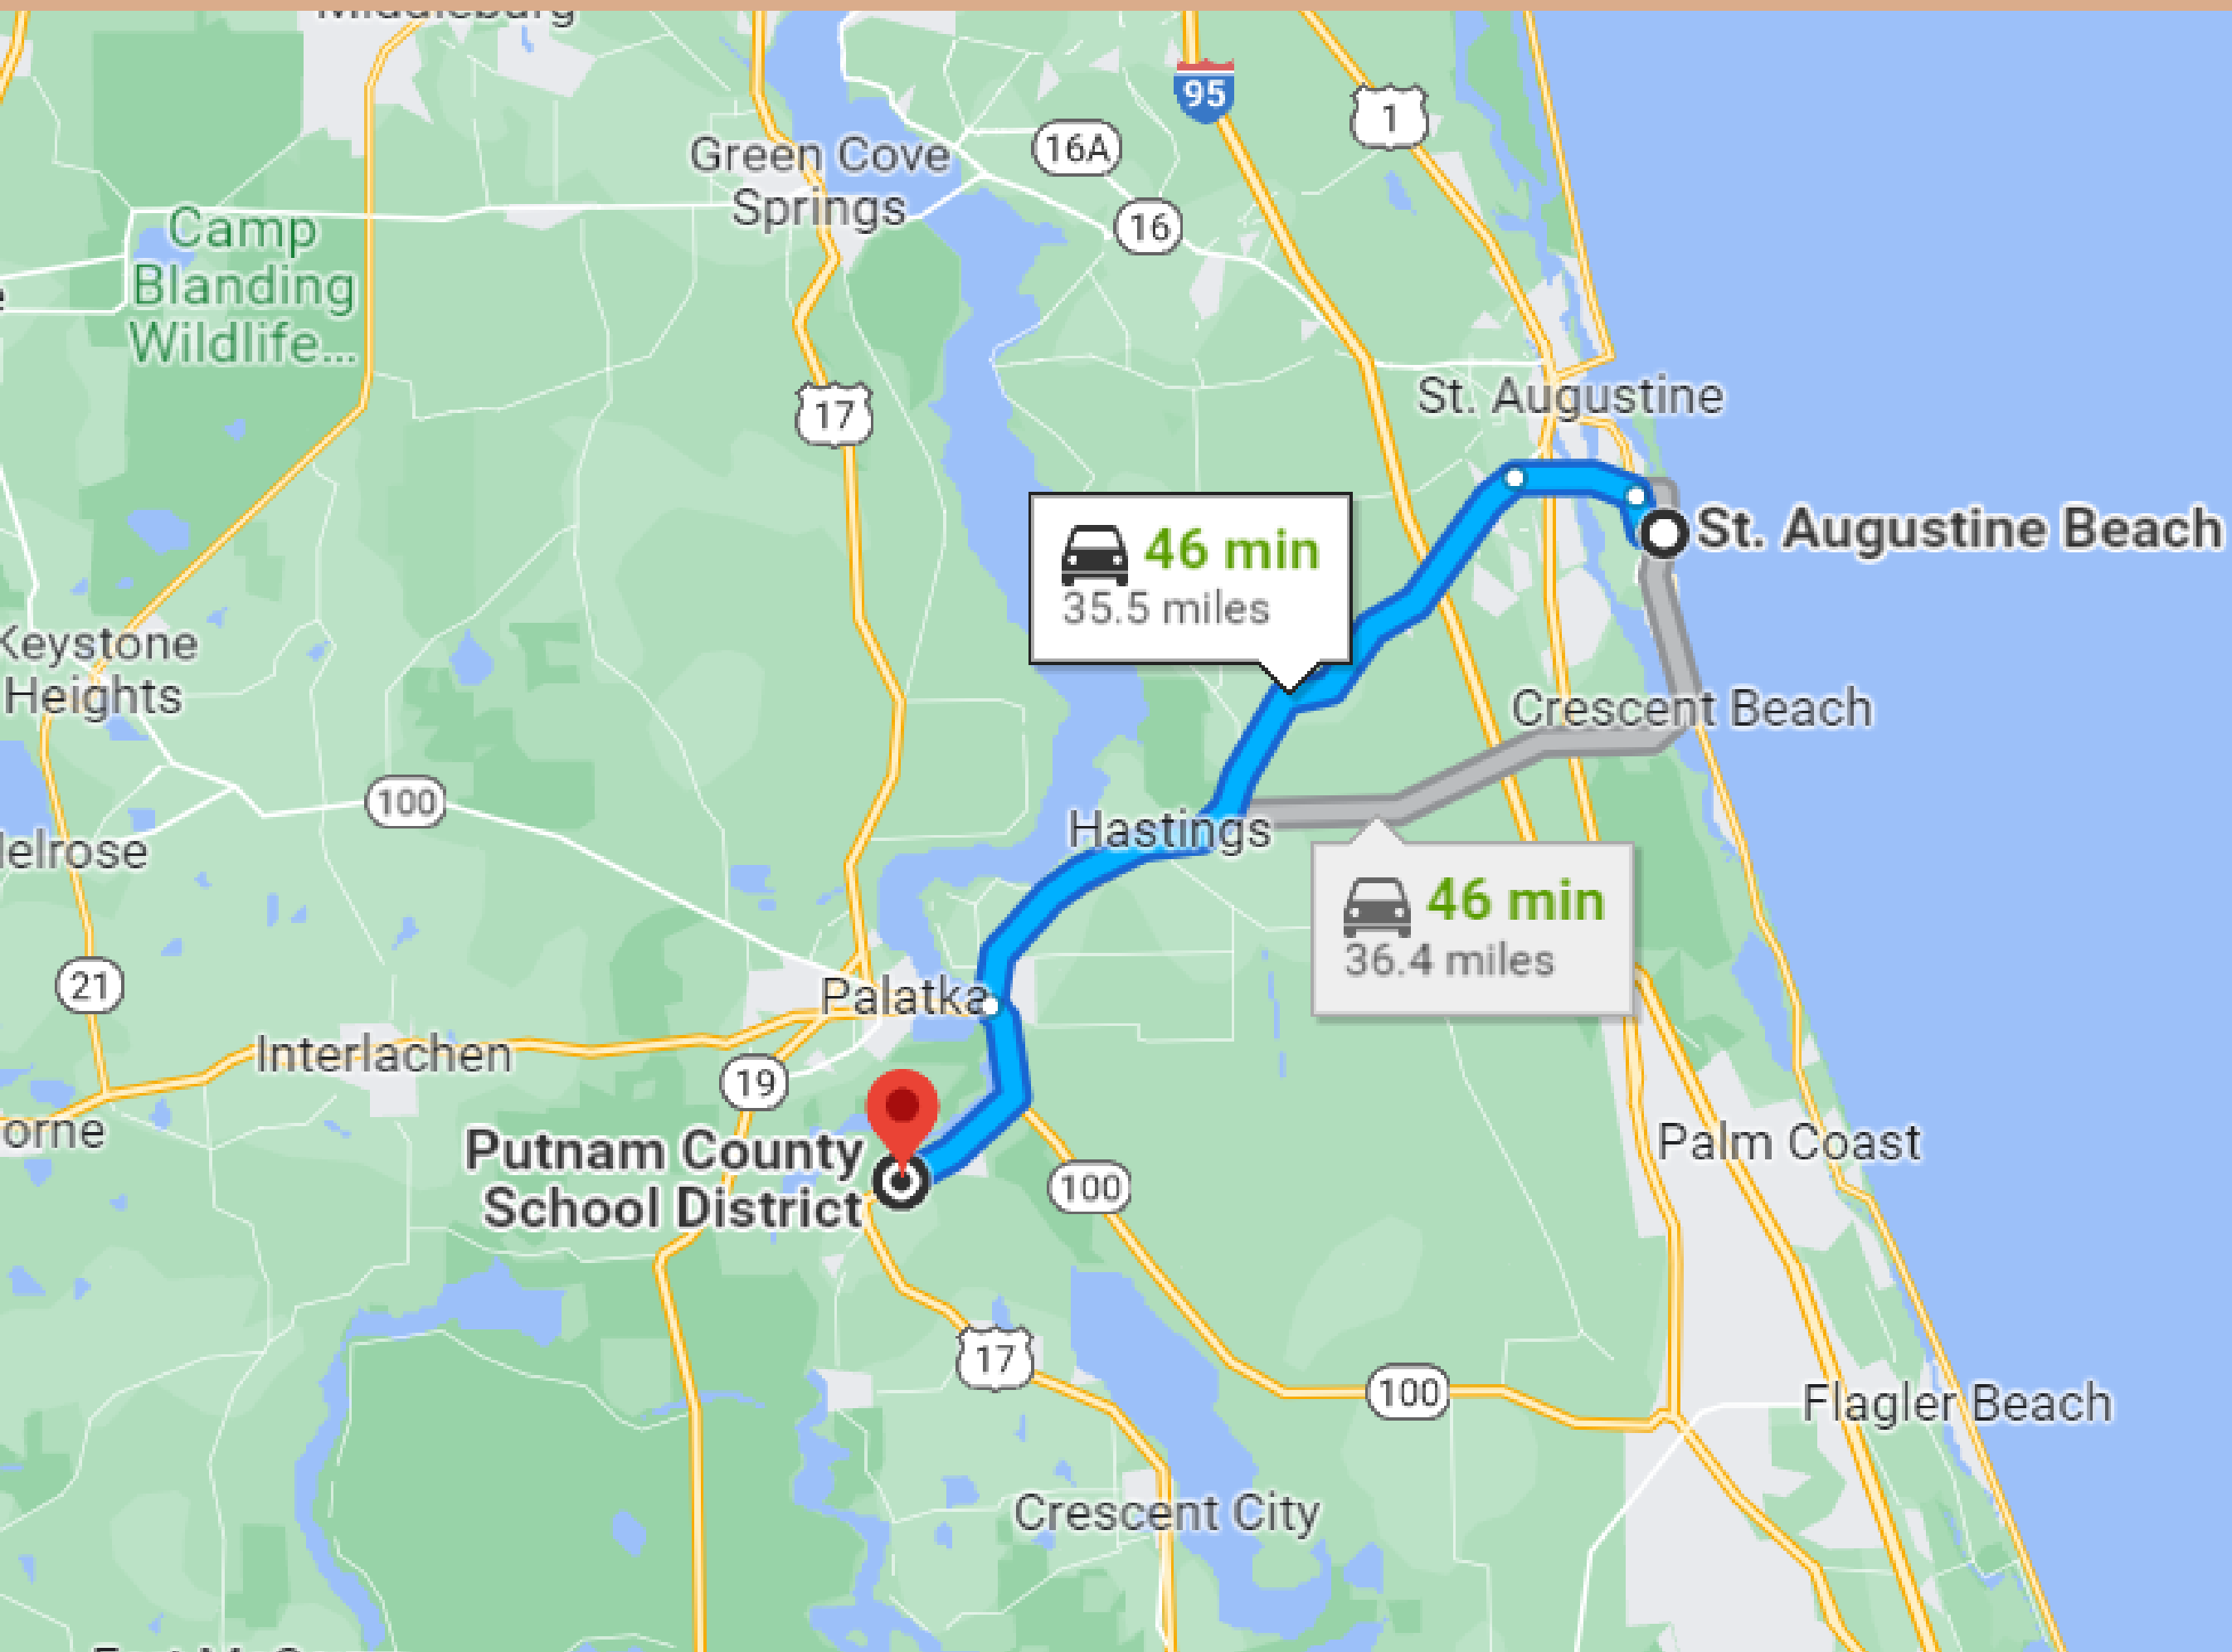 95
1
Green Cove
Springs
16A
16
Camp
Blanding
Wildlife...
17
St. Augustine
46 min
35.5 miles
St. Augustine Beach
Keystone
Heights
Crescent Beach
100
Hastings
elrose
46 min
36.4 miles
21
Palatka
Interlachen
19
orne
Putnam County
School District
100
Palm Coast
17
100
Flagler Beach
Crescent City